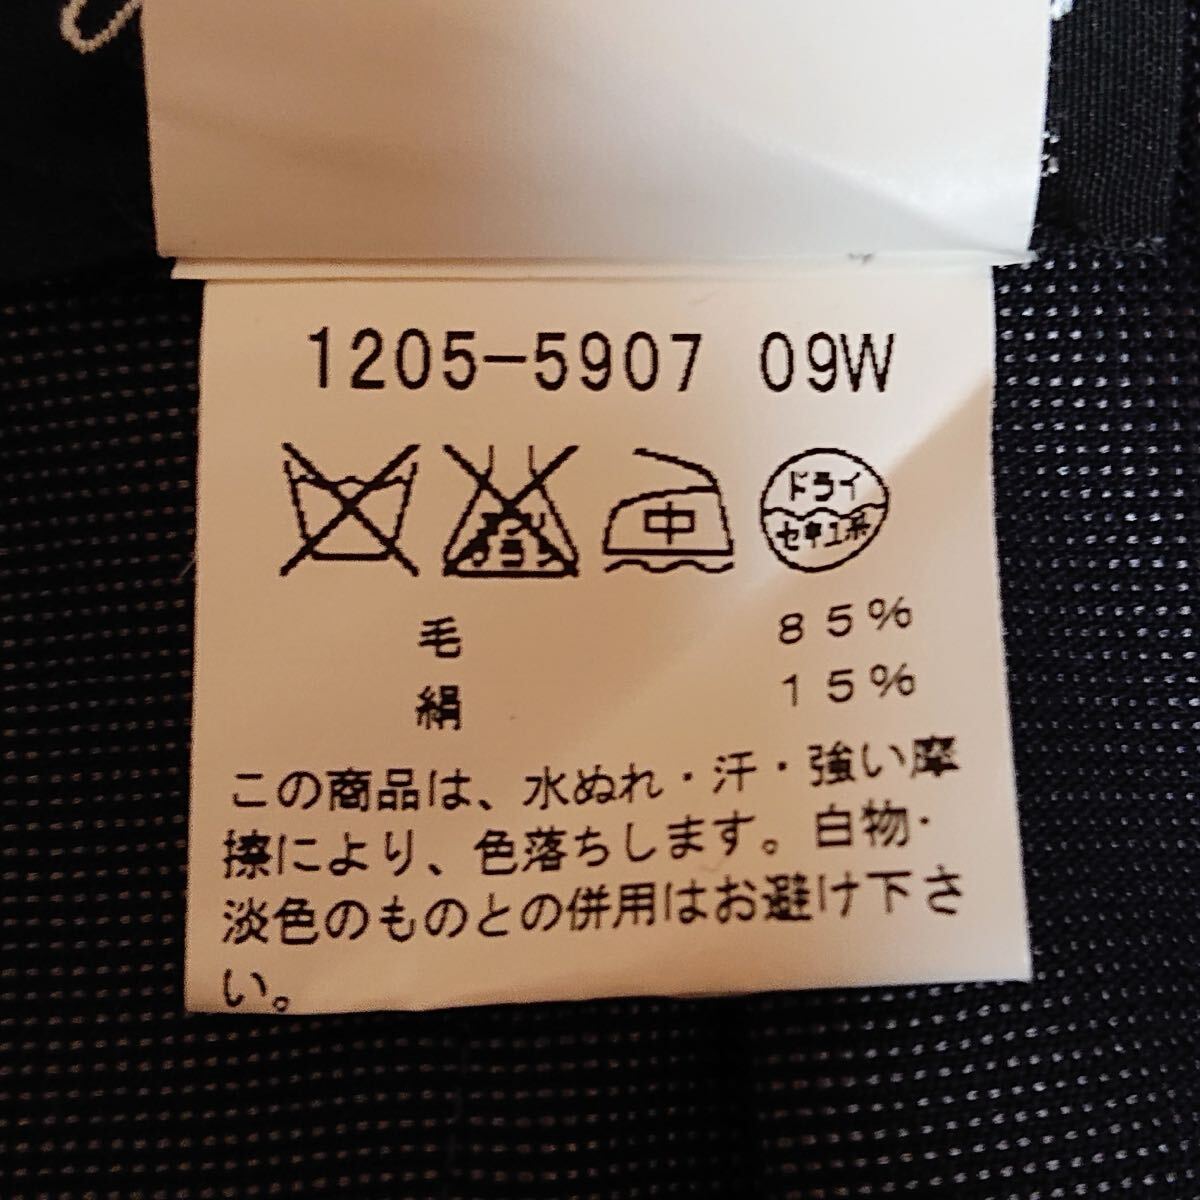 1205-5907 09W
中 ドライ
セキユ系
毛 85%
絹 15%
この商品は、水ぬれ・汗・強い摩
擦により、色落ちします。白物・
淡色のものとの併用はお避け下さ
い。